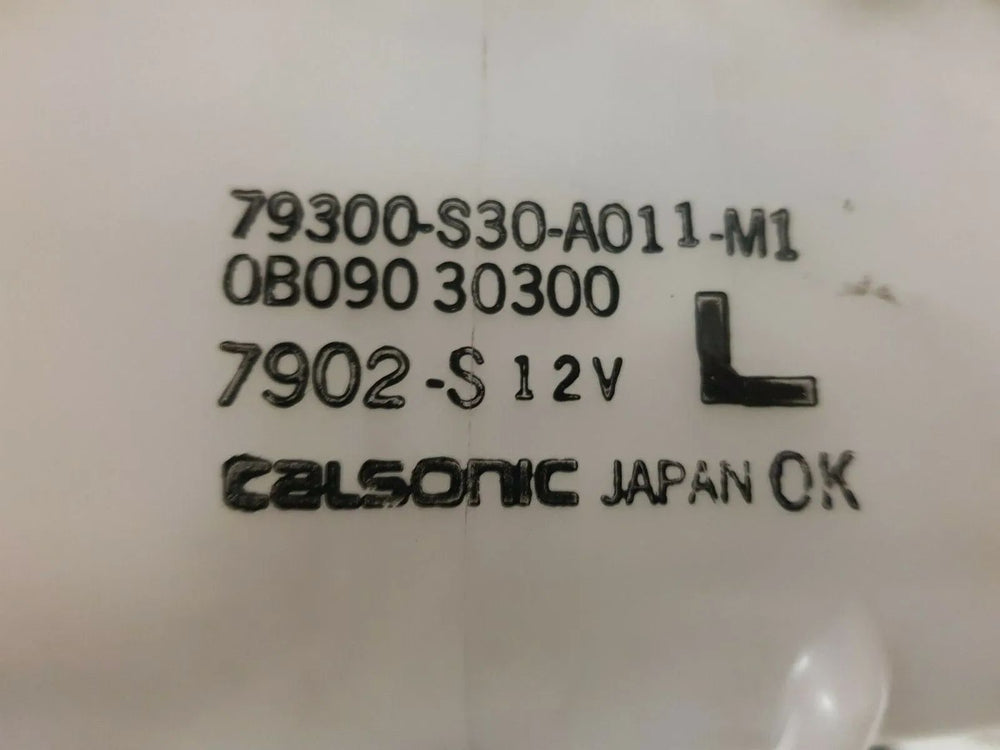 79300-S30-A011-M1
0B090 30300
7902-S 12V L
CALSONIC JAPAN OK